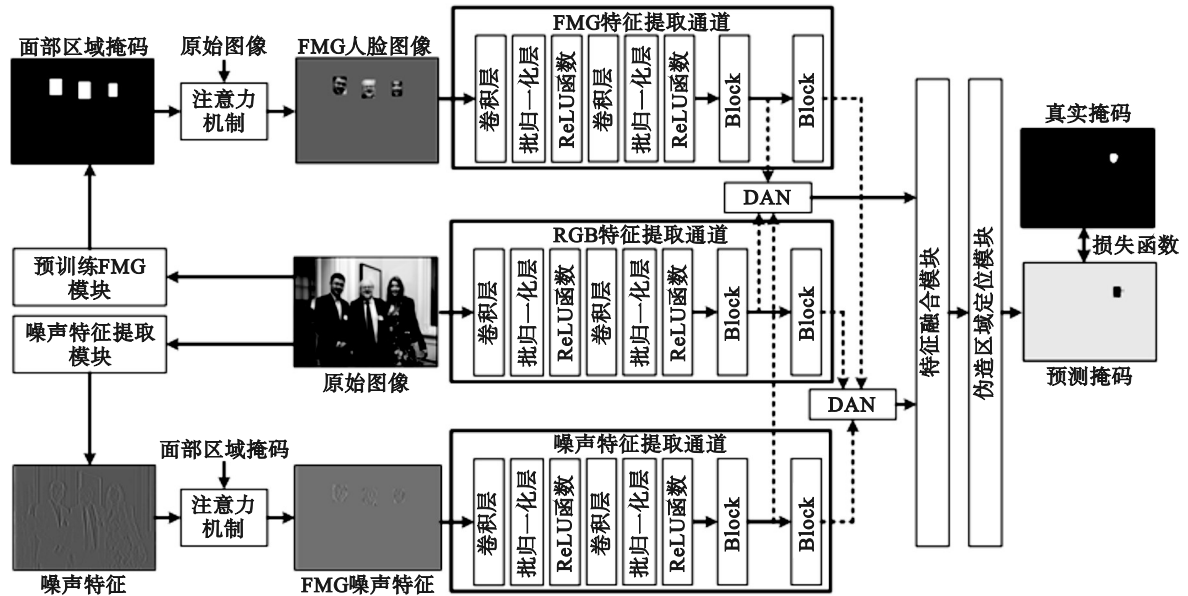 FMG特征提取通道
面部区域掩码
原始图像
FMG人脸图像
注意力
机制
卷积层
批归一化层
ReLU函数
卷积层
批归一化层
ReLU函数
Block
Block
真实掩码
DAN
预训练FMG
模块
噪声特征提取
模块
原始图像
RGB特征提取通道
卷积层
批归一化层
ReLU函数
卷积层
批归一化层
ReLU函数
Block
Block
DAN
特征融合模块
伪造区域定位模块
损失函数
预测掩码
面部区域掩码
注意力
机制
噪声特征
FMG噪声特征
噪声特征提取通道
卷积层
批归一化层
ReLU函数
卷积层
批归一化层
ReLU函数
Block
Block